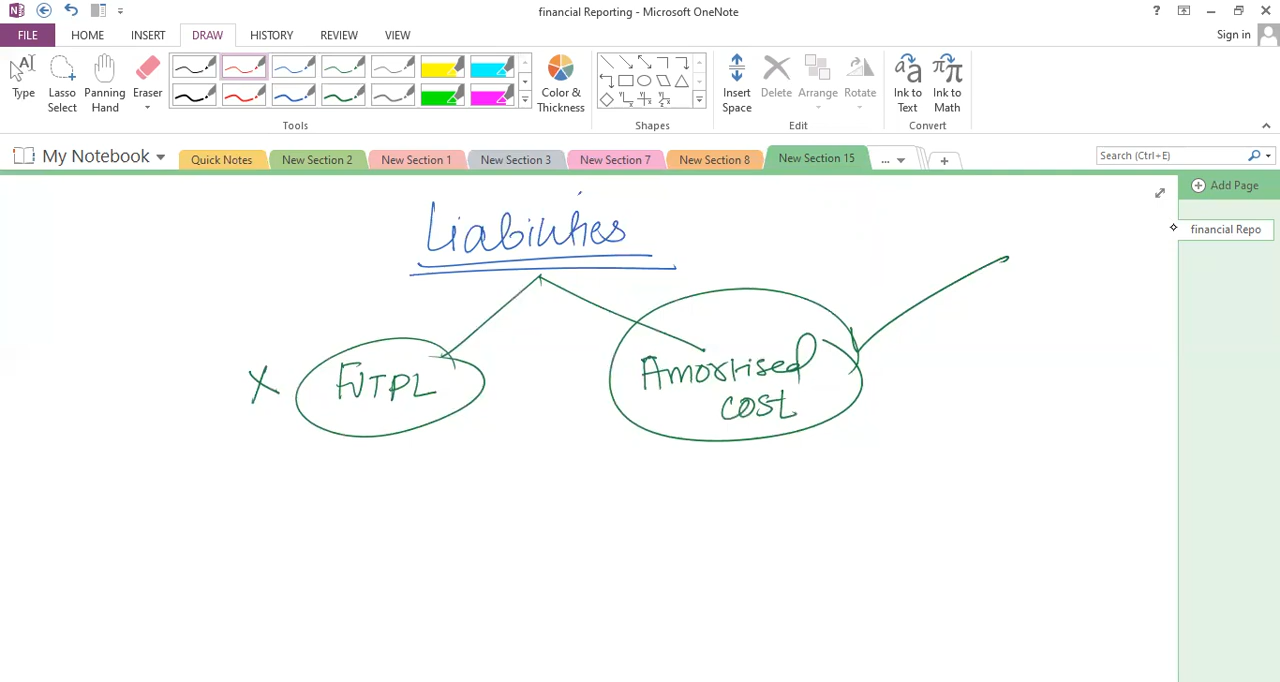 financial Reporting - Microsoft OneNote
?
FILE HOME INSERT DRAW HISTORY REVIEW VIEW
Sign in
Type
Lasso Select
Panning Hand
Eraser
Color & Thickness
Insert Space
Delete
Arrange
Rotate
Ink to Text
Ink to Math
Tools
Shapes
Edit
Convert
My Notebook
Quick Notes
New Section 2
New Section 1
New Section 3
New Section 7
New Section 8
New Section 15
...
Search (Ctrl+E)
Add Page
financial Repo
Liabilities
X FVTPL
Amortised
cost